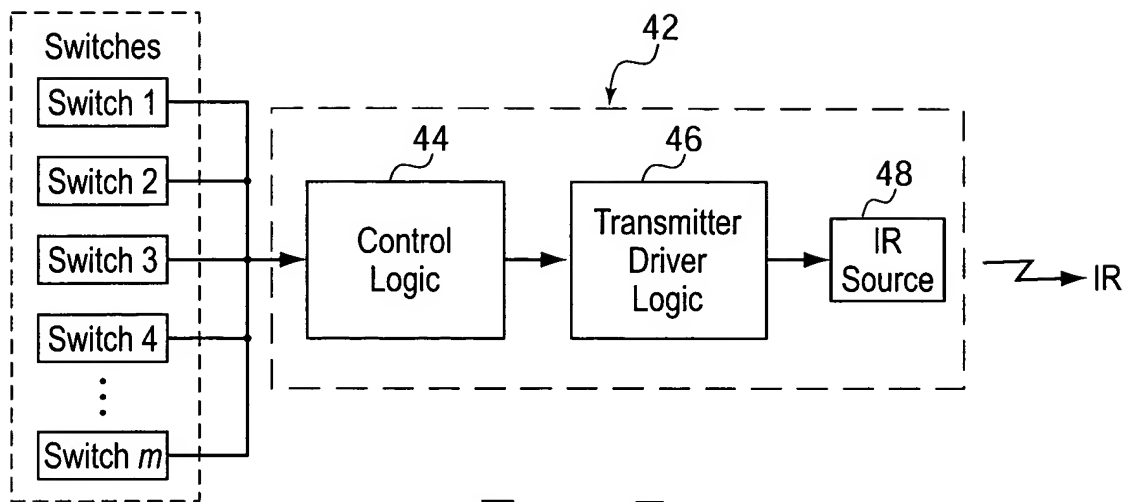 Switches
Switch 1
Switch 2
Switch 3
Switch 4
Switch m
42
44
Control
Logic
46
Transmitter
Driver
Logic
48
IR
Source
IR